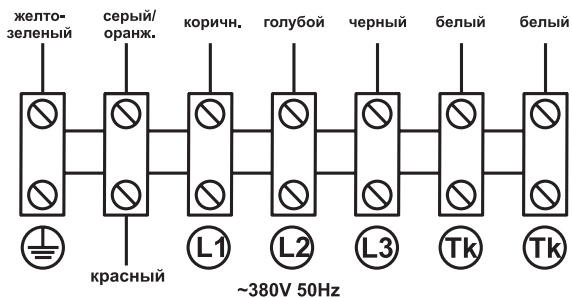 желто-
зеленый
серый/
оранж.
коричн.
голубой
черный
белый
белый
L1
L2
L3
Tk
Tk
красный
~380V 50Hz